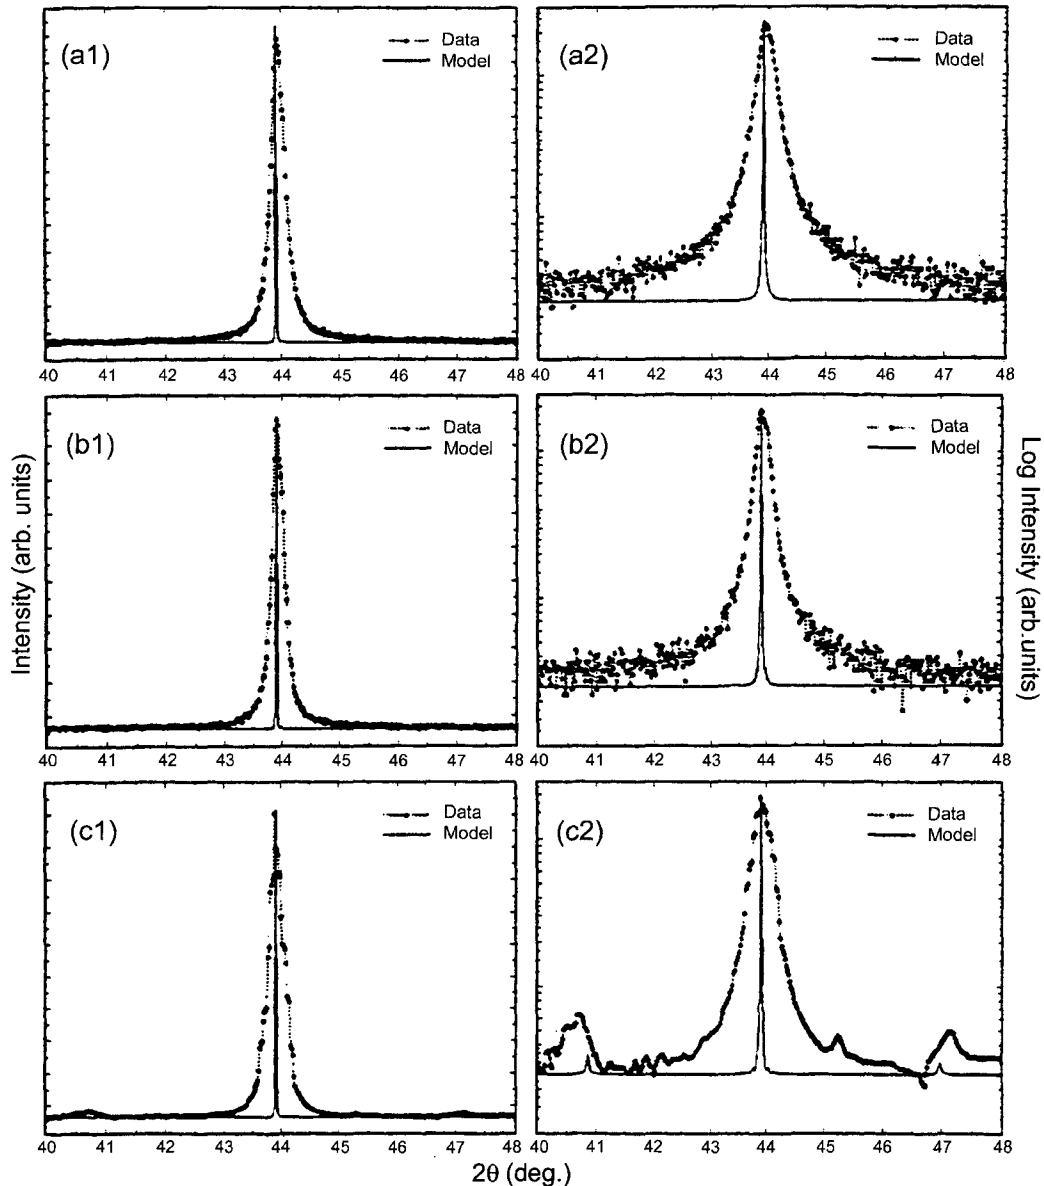 (a1)
Data
Model
40 41 42 43 44 45 46 47 48
(a2)
Data
Model
40 41 42 43 44 45 46 47 48
(b1)
Data
Model
40 41 42 43 44 45 46 47 48
(b2)
Data
Model
40 41 42 43 44 45 46 47 48
(c1)
Data
Model
40 41 42 43 44 45 46 47 48
(c2)
Data
Model
40 41 42 43 44 45 46 47 48
Intensity (arb. units)
Log Intensity (arb.units)
2θ (deg.)